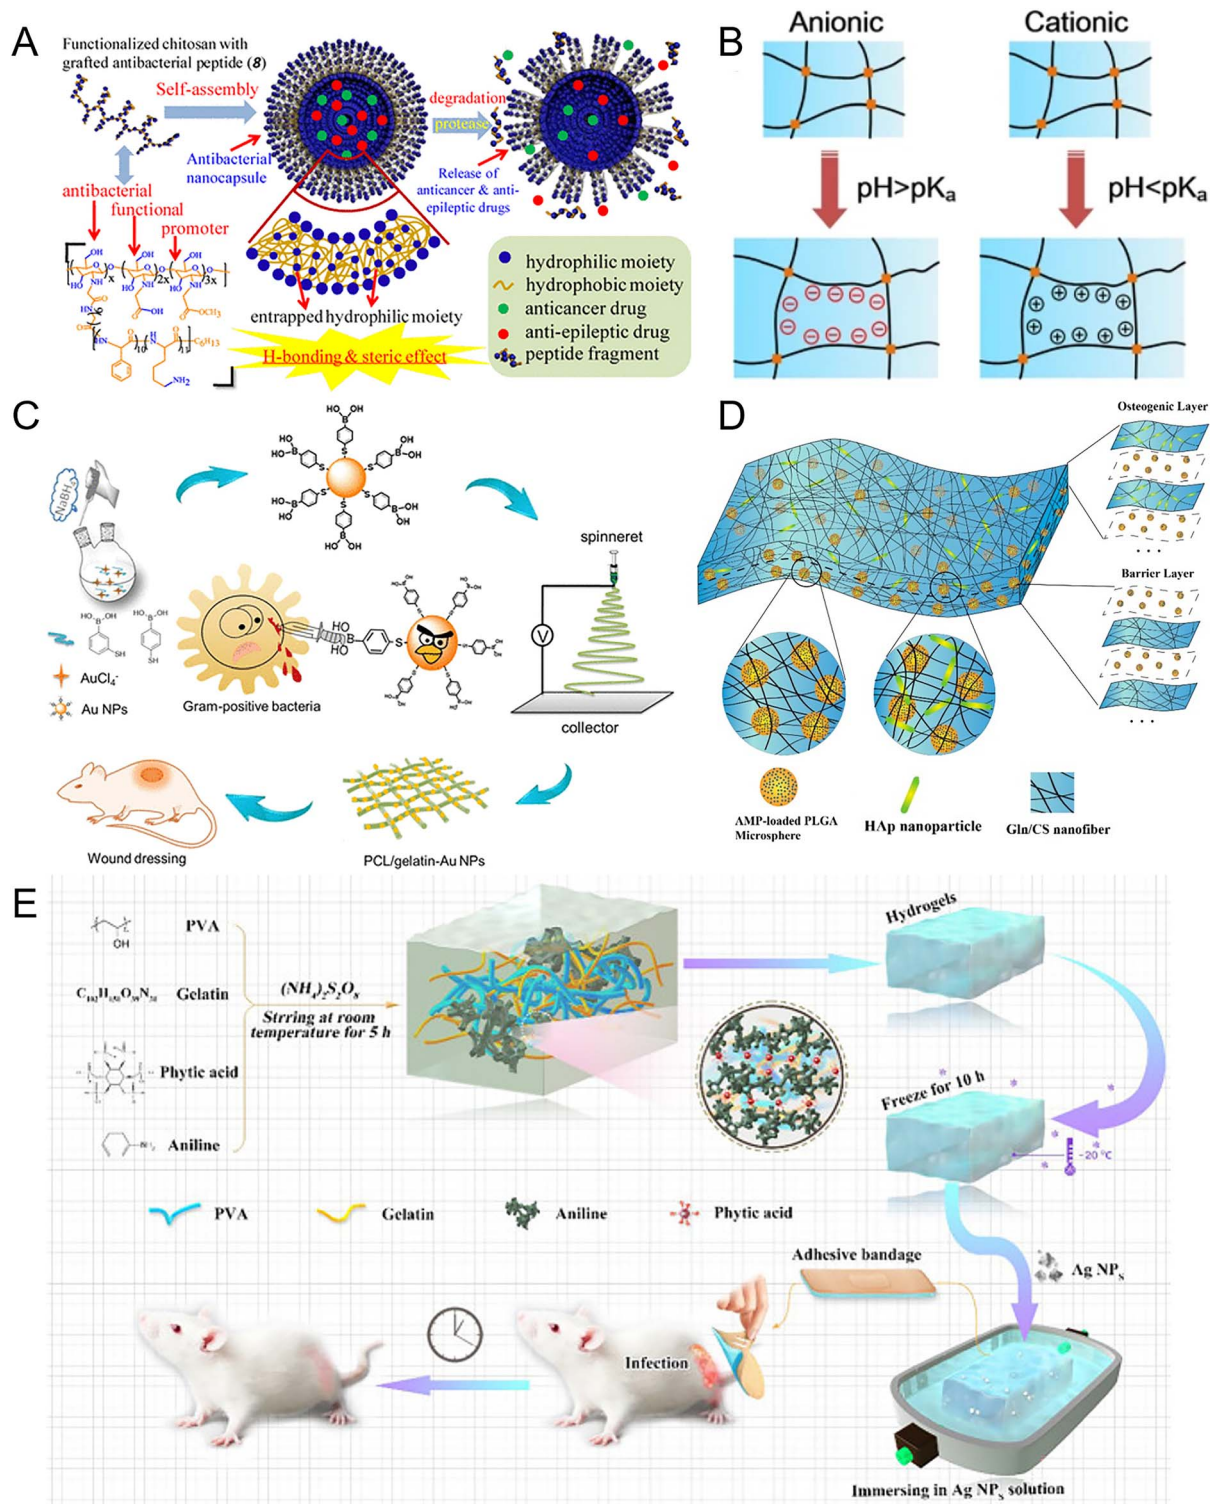 A
Functionalized chitosan with
grafted antibacterial peptide (8)
Self-assembly
degradation
protease
Antibacterial
nanocapsule
Release of
anticancer & anti-
epileptic drugs
antibacterial
functional
promoter
entrapped hydrophilic moiety
H-bonding & steric effect
hydrophilic moiety
hydrophobic moiety
anticancer drug
anti-epileptic drug
peptide fragment
B
Anionic
Cationic
pH>pKa
pH<pKa
C
NaBH4
AuCl4-
Au NPs
Gram-positive bacteria
spinneret
V
collector
Wound dressing
PCL/gelatin-Au NPs
D
Osteogenic Layer
. . .
Barrier Layer
. . .
AMP-loaded PLGA
Microsphere
HAp nanoparticle
Gln/CS nanofiber
E
PVA
OH
Gelatin
Phytic acid
Aniline
(NH4)2S2O8
Strring at room
temperature for 5 h
Hydrogels
Freeze for 10 h
-20 °C
PVA
Gelatin
Aniline
Phytic acid
Adhesive bandage
Ag NPS
Infection
Immersing in Ag NPS solution